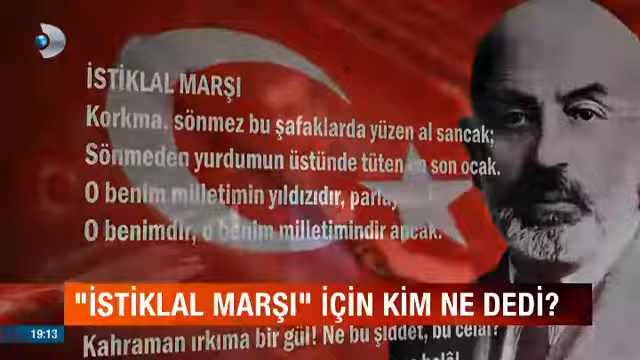 İSTİKLAL MARŞI
Korkma, sönmez bu şafaklarda yüzen al sancak;
Sönmeden yurdumun üstünde tüten en son ocak.
O benim milletimin yıldızıdır,
O benimdir, o benim milletimindir ancak.
"İSTİKLAL MARŞI" İÇİN KİM NE DEDİ?
19:13
Kahraman ırkıma bir gül! Ne bu şiddet, bu celal?